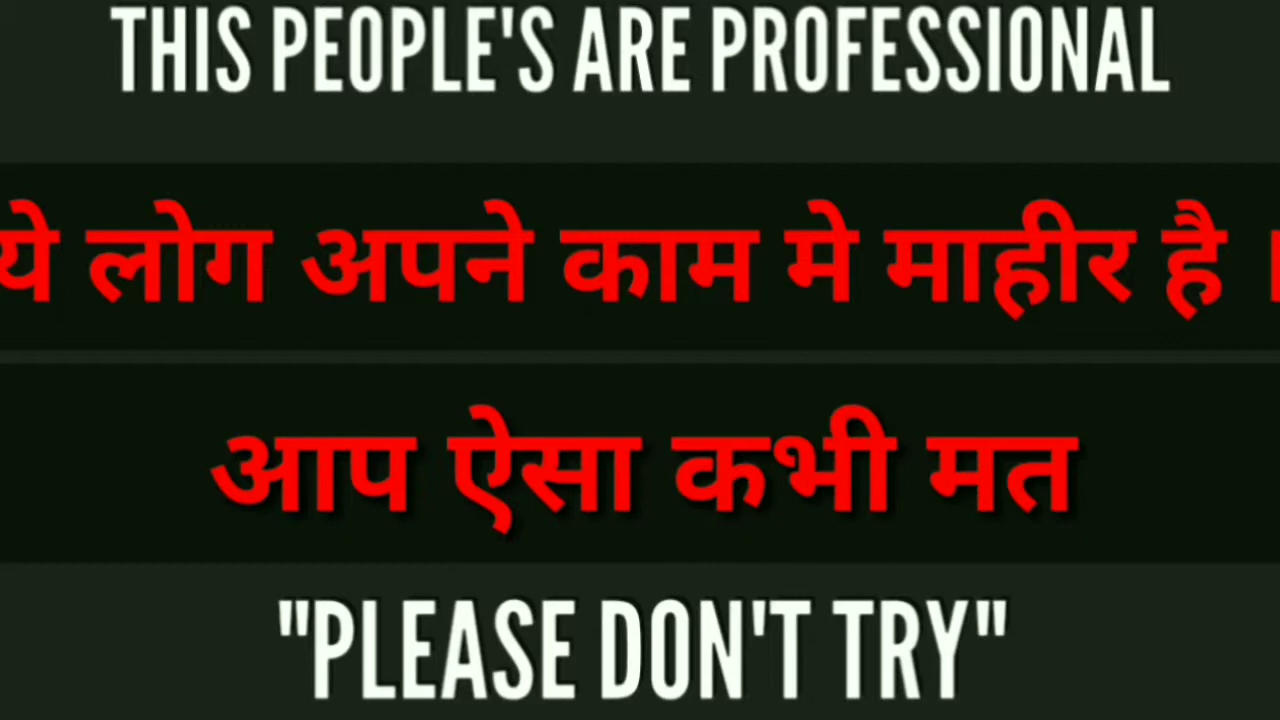 THIS PEOPLE'S ARE PROFESSIONAL
ये लोग अपने काम मे माहीर है ।
आप ऐसा कभी मत
"PLEASE DON'T TRY"